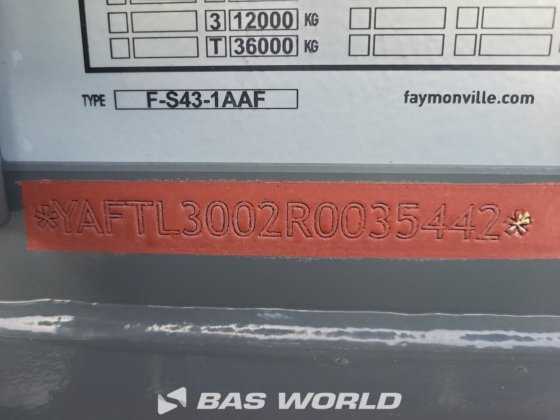 3 12000 KG
T 36000 KG
TYPE F-S43-1AAF faymonville.com
*YAFTL3002R0035442*
BAS WORLD